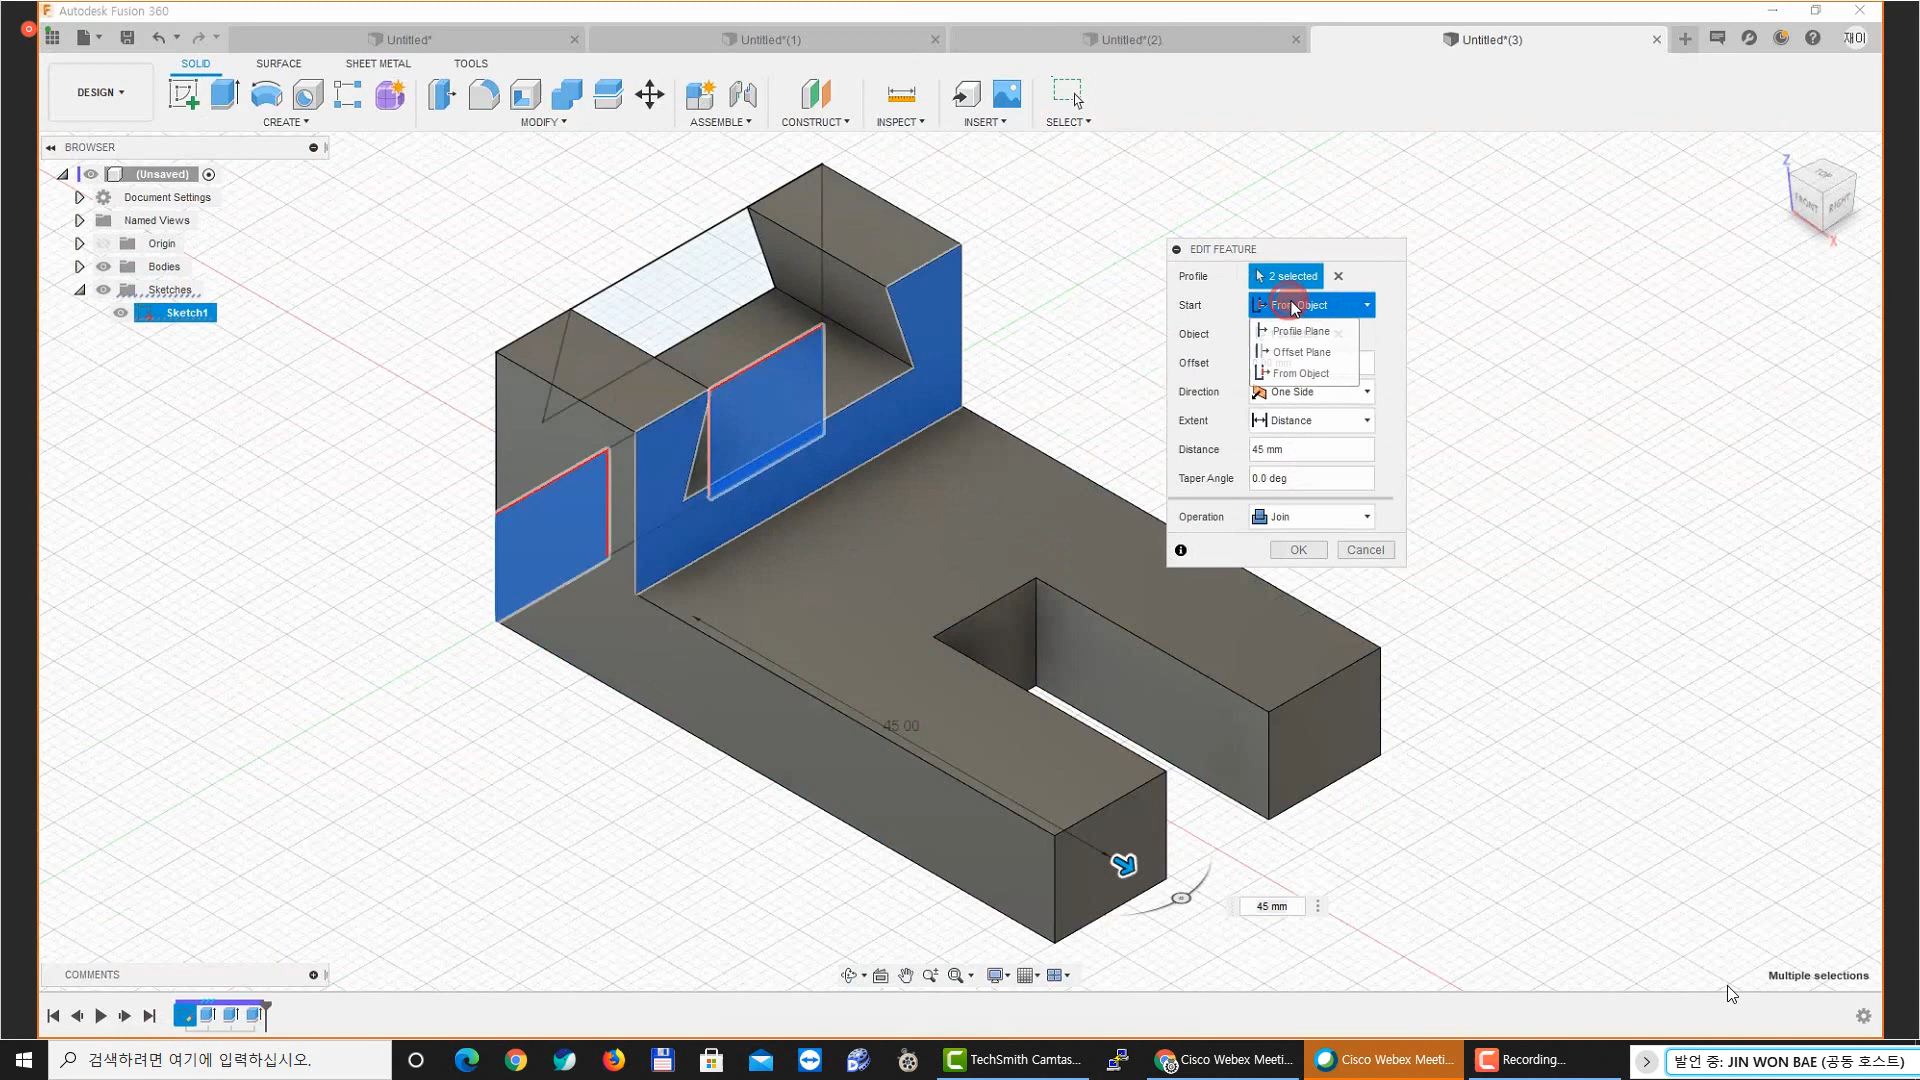 Autodesk Fusion 360
Untitled*
Untitled*(1)
Untitled*(2)
Untitled*(3)
재이
SOLID
SURFACE
SHEET METAL
TOOLS
DESIGN
CREATE
MODIFY
ASSEMBLE
CONSTRUCT
INSPECT
INSERT
SELECT
BROWSER
(Unsaved)
Document Settings
Named Views
Origin
Bodies
Sketches
Sketch1
Z
TOP
FRONT
RIGHT
X
EDIT FEATURE
Profile
2 selected
Start
From Object
Profile Plane
Object
Offset Plane
Offset
From Object
Direction
One Side
Extent
Distance
Distance
45 mm
Taper Angle
0.0 deg
Operation
Join
OK
Cancel
45.00
45 mm
COMMENTS
Multiple selections
검색하려면 여기에 입력하십시오.
TechSmith Camtas...
Cisco Webex Meeti...
Cisco Webex Meeti...
Recording...
발언 중: JIN WON BAE (공동 호스트)